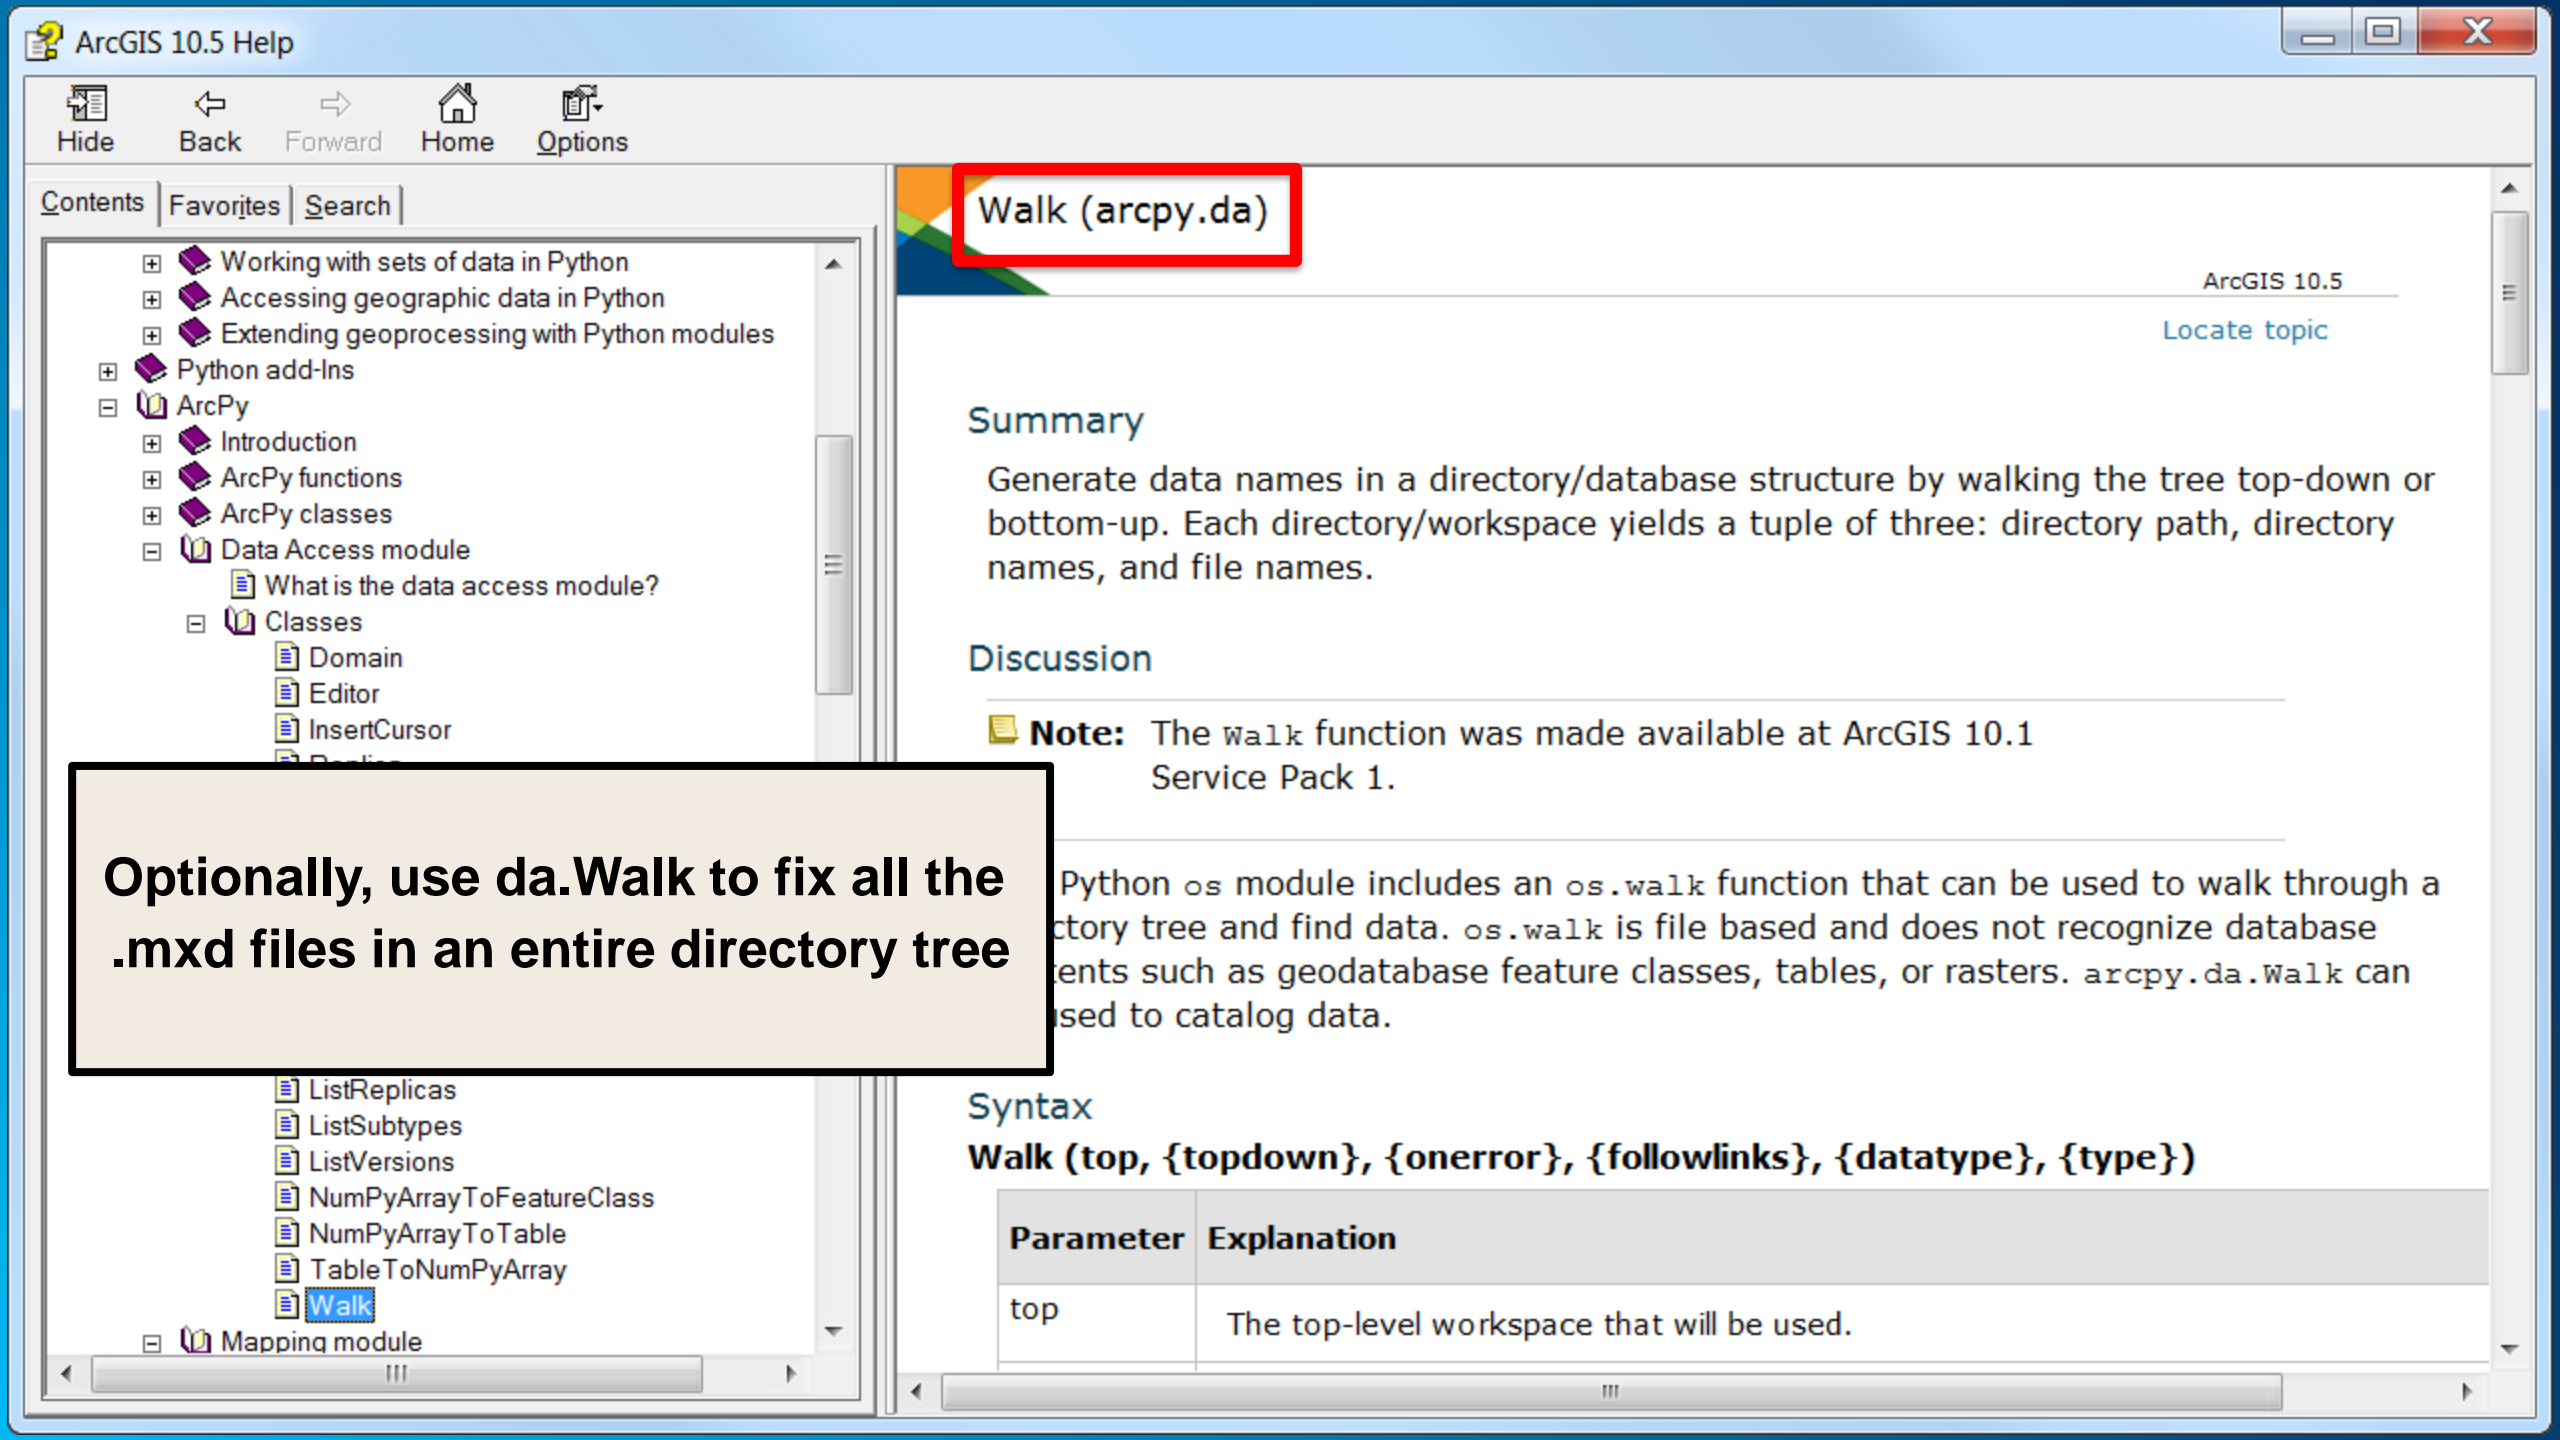 ArcGIS 10.5 Help
Hide Back Forward Home Options
Contents Favorites Search
Working with sets of data in Python
Accessing geographic data in Python
Extending geoprocessing with Python modules
Python add-Ins
ArcPy
Introduction
ArcPy functions
ArcPy classes
Data Access module
What is the data access module?
Classes
Domain
Editor
InsertCursor
Optionally, use da.Walk to fix all the
.mxd files in an entire directory tree
ListReplicas
ListSubtypes
ListVersions
NumPyArrayToFeatureClass
NumPyArrayToTable
TableToNumPyArray
Walk
Mapping module
Walk (arcpy.da)
ArcGIS 10.5
Locate topic
Summary
Generate data names in a directory/database structure by walking the tree top-down or
bottom-up. Each directory/workspace yields a tuple of three: directory path, directory
names, and file names.
Discussion
Note: The Walk function was made available at ArcGIS 10.1
Service Pack 1.
Python os module includes an os.walk function that can be used to walk through a
tree and find data. os.walk is file based and does not recognize database
such as geodatabase feature classes, tables, or rasters. arcpy.da.Walk can
to catalog data.
Syntax
Walk (top, {topdown}, {onerror}, {followlinks}, {datatype}, {type})
Parameter Explanation
top The top-level workspace that will be used.